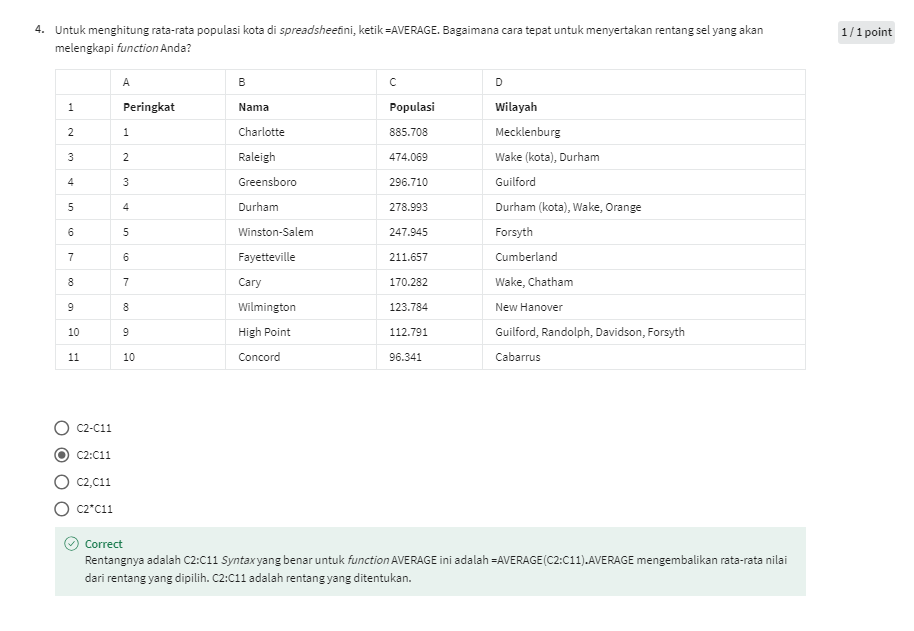 4. Untuk menghitung rata-rata populasi kota di spreadsheetini, ketik =AVERAGE. Bagaimana cara tepat untuk menyertakan rentang sel yang akan
melengkapi function Anda?
1 / 1 point
A B C D
1 Peringkat Nama Populasi Wilayah
2 1 Charlotte 885.708 Mecklenburg
3 2 Raleigh 474.069 Wake (kota), Durham
4 3 Greensboro 296.710 Guilford
5 4 Durham 278.993 Durham (kota), Wake, Orange
6 5 Winston-Salem 247.945 Forsyth
7 6 Fayetteville 211.657 Cumberland
8 7 Cary 170.282 Wake, Chatham
9 8 Wilmington 123.784 New Hanover
10 9 High Point 112.791 Guilford, Randolph, Davidson, Forsyth
11 10 Concord 96.341 Cabarrus
C2-C11
C2:C11
C2,C11
C2*C11
Correct
Rentangnya adalah C2:C11 Syntax yang benar untuk function AVERAGE ini adalah =AVERAGE(C2:C11).AVERAGE mengembalikan rata-rata nilai
dari rentang yang dipilih. C2:C11 adalah rentang yang ditentukan.